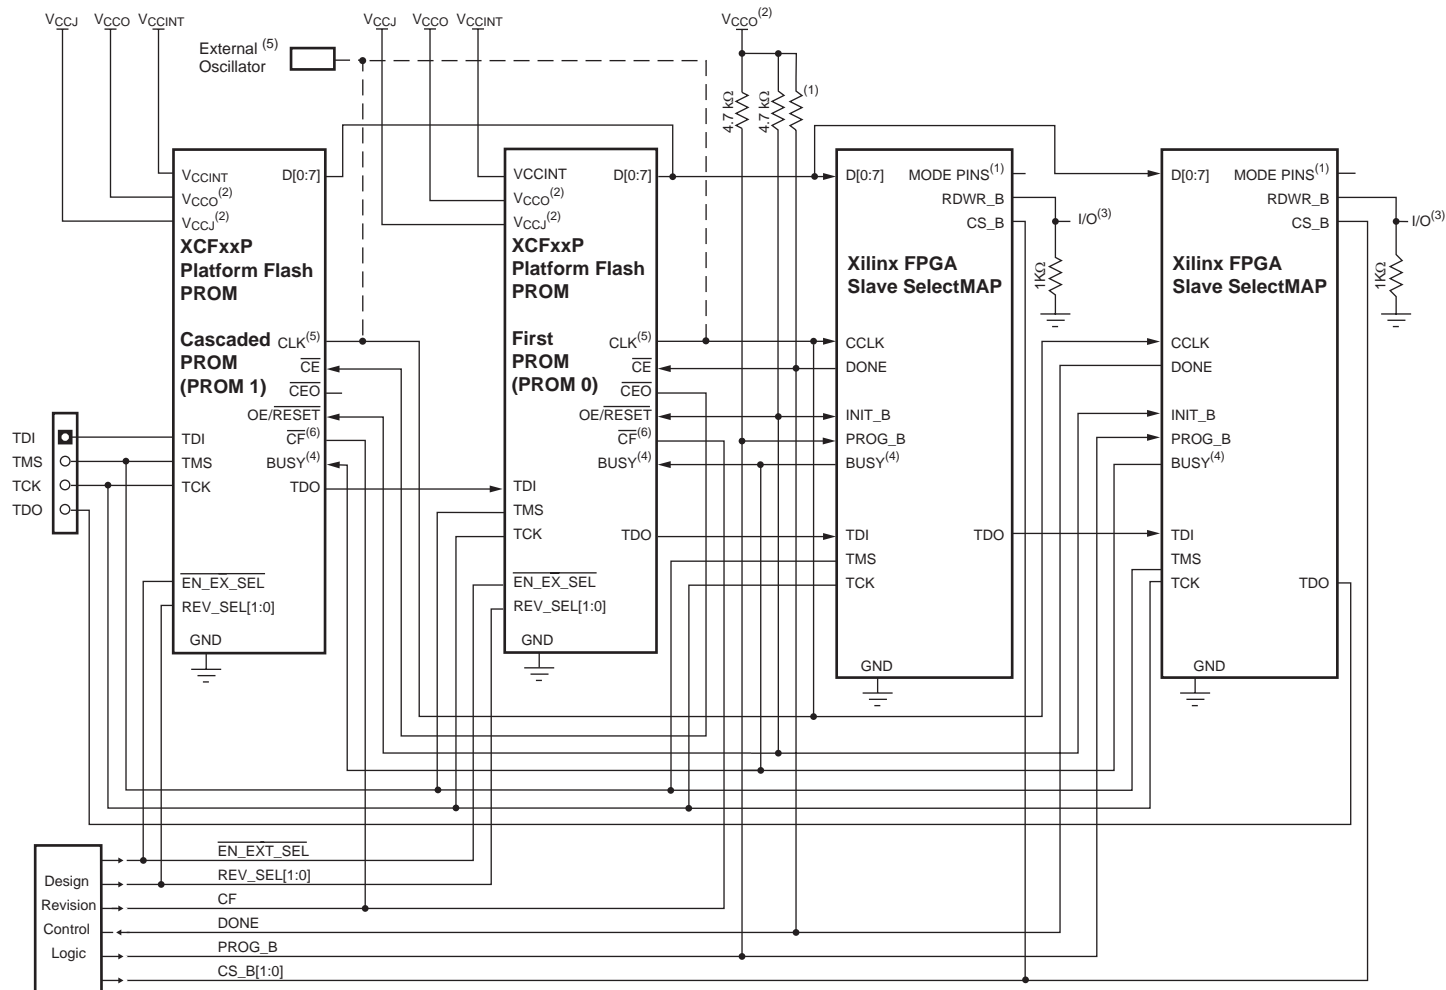 VCCJ VCCO VCCINT
External (5)
Oscillator
VCCJ VCCO VCCINT
VCCO(2)
4.7 kΩ
4.7 kΩ
(1)
VCCINT
VCCO(2)
VCCJ(2)
XCFxxP
Platform Flash
PROM
Cascaded
PROM
(PROM 1)
D[0:7]
CLK(5)
CE
CEO
OE/RESET
CF(6)
BUSY(4)
TDO
TDI
TMS
TCK
EN_EX_SEL
REV_SEL[1:0]
GND
TDI
TMS
TCK
TDO
VCCINT
VCCO(2)
VCCJ(2)
XCFxxP
Platform Flash
PROM
First
PROM
(PROM 0)
D[0:7]
CLK(5)
CE
CEO
OE/RESET
CF(6)
BUSY(4)
TDI
TMS
TCK
TDO
EN_EX_SEL
REV_SEL[1:0]
GND
D[0:7]
MODE PINS(1)
RDWR_B
CS_B
I/O(3)
1KΩ
Xilinx FPGA
Slave SelectMAP
CCLK
DONE
INIT_B
PROG_B
BUSY(4)
TDI
TMS
TCK
TDO
GND
D[0:7]
MODE PINS(1)
RDWR_B
CS_B
I/O(3)
1KΩ
Xilinx FPGA
Slave SelectMAP
CCLK
DONE
INIT_B
PROG_B
BUSY(4)
TDI
TMS
TCK
TDO
GND
Design
Revision
Control
Logic
EN_EXT_SEL
REV_SEL[1:0]
CF
DONE
PROG_B
CS_B[1:0]